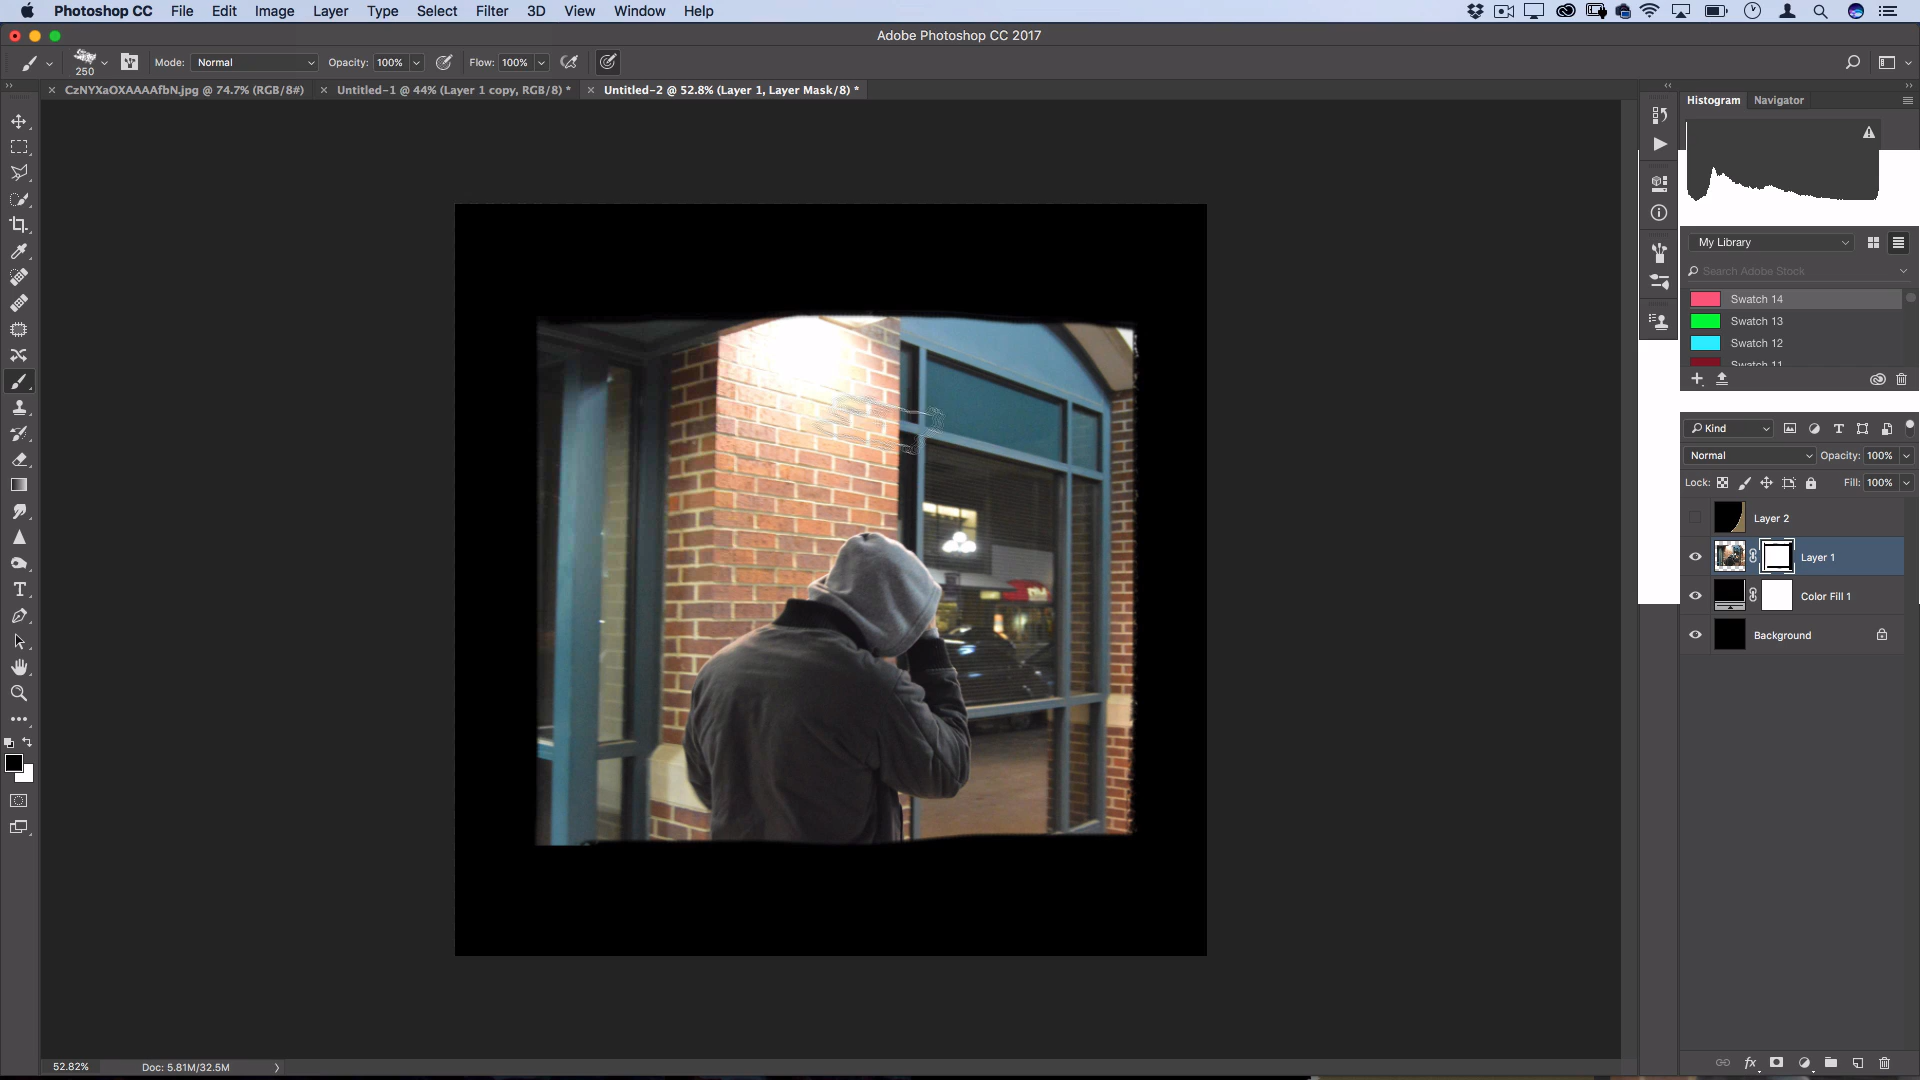 Photoshop CC File Edit Image Layer Type Select Filter 3D View Window Help
Adobe Photoshop CC 2017
250 Mode: Normal Opacity: 100% Flow: 100%
CzNYXaOXAAAAfbN.jpg @ 74.7% (RGB/8#) Untitled-1 @ 44% (Layer 1 copy, RGB/8) * Untitled-2 @ 52.8% (Layer 1, Layer Mask/8) *
Histogram Navigator
My Library
Search Adobe Stock
Swatch 14
Swatch 13
Swatch 12
Swatch 11
Kind
Normal Opacity: 100%
Lock: Fill: 100%
Layer 2
Layer 1
Color Fill 1
Background
52.82% Doc: 5.81M/32.5M
fx